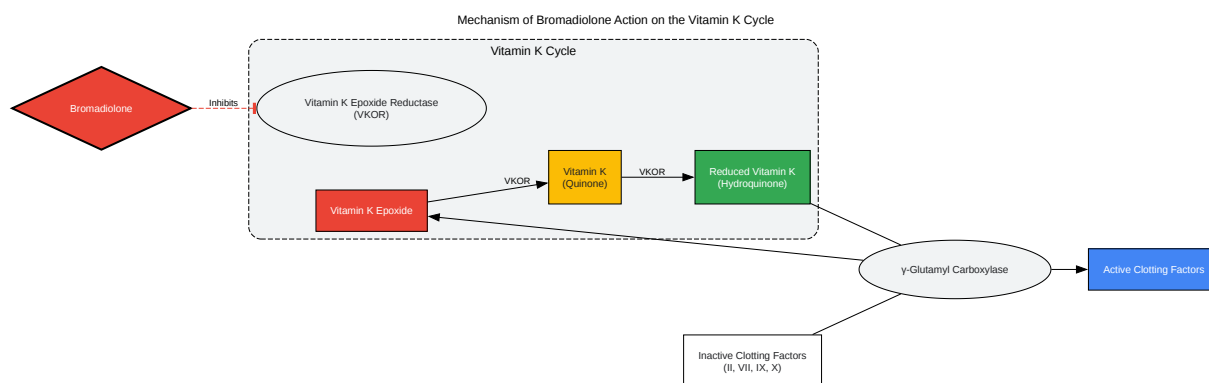 Mechanism of Bromadiolone Action on the Vitamin K Cycle
Vitamin K Cycle
Bromadiolone
Inhibits
Vitamin K Epoxide Reductase
(VKOR)
Vitamin K Epoxide
VKOR
Vitamin K
(Quinone)
VKOR
Reduced Vitamin K
(Hydroquinone)
γ-Glutamyl Carboxylase
Active Clotting Factors
Inactive Clotting Factors
(II, VII, IX, X)